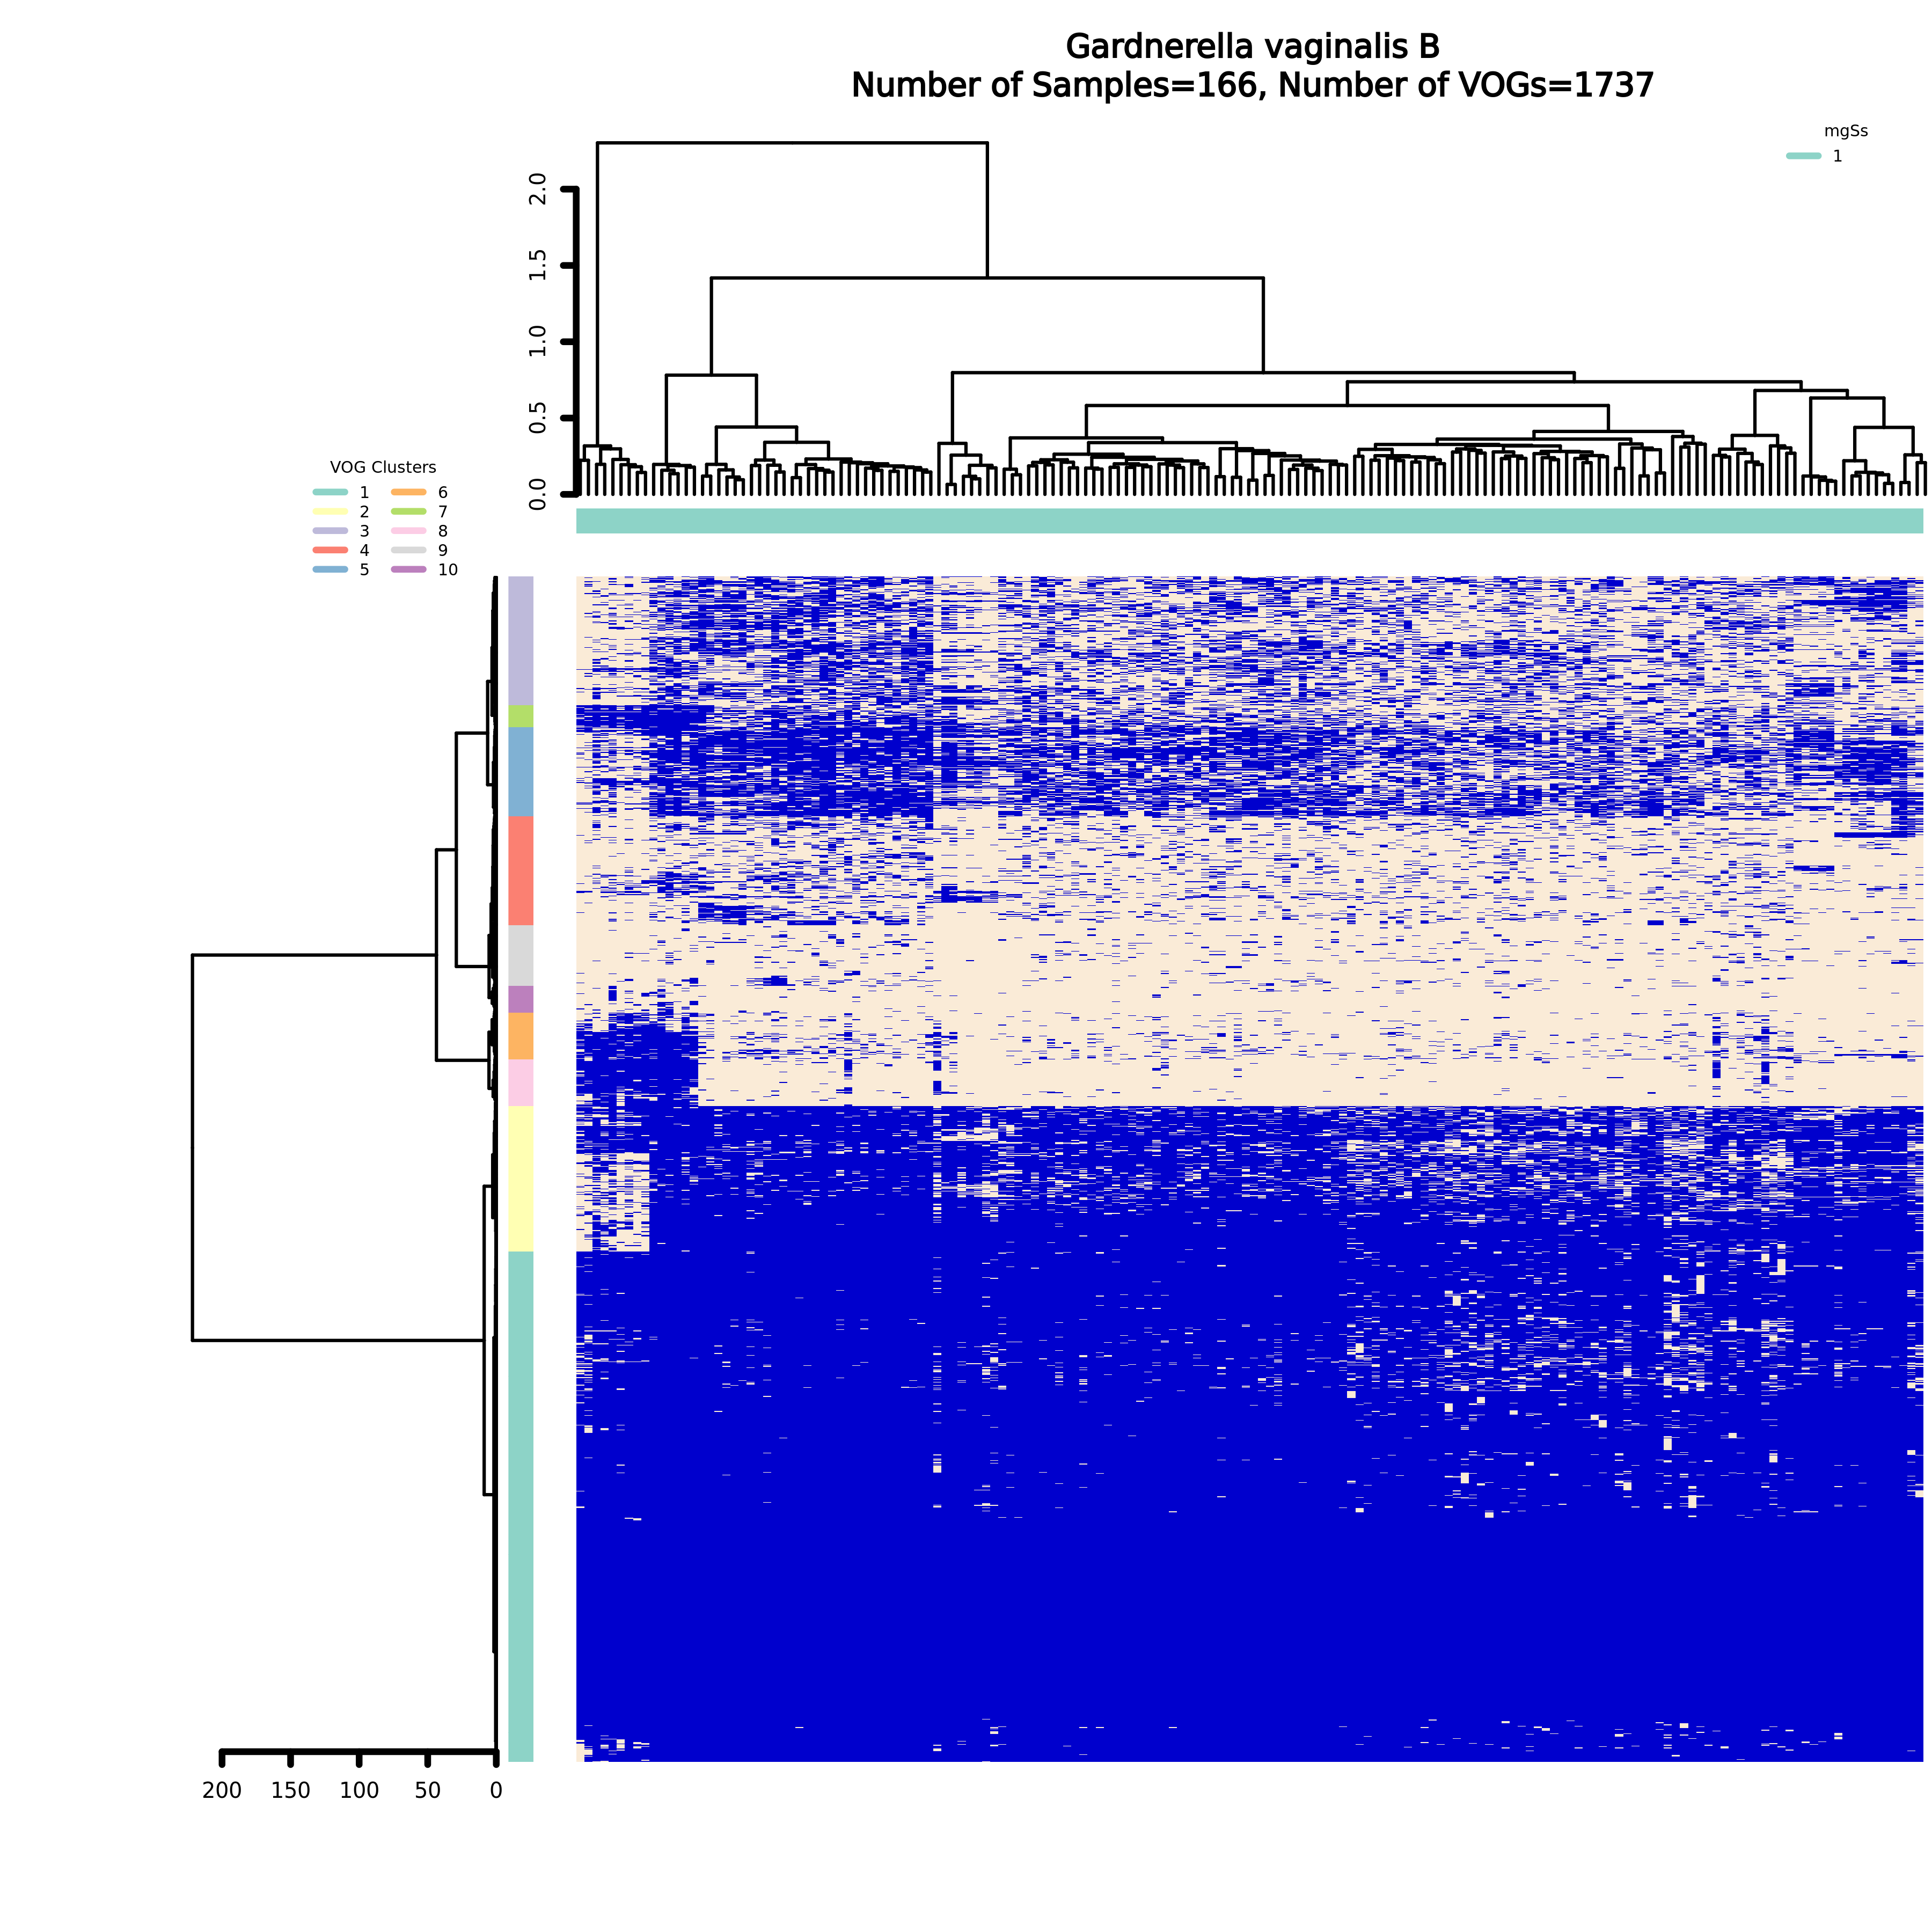 Gardnerella vaginalis B
Number of Samples=166, Number of VOGs=1737
mgSs
1
2.0
1.5
1.0
0.5
0.0
VOG Clusters
1 6
2 7
3 8
4 9
5 10
200 150 100 50 0